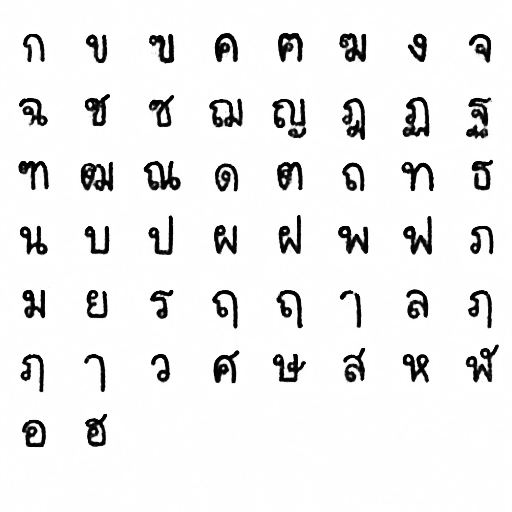 ก ข ฃ ค ฅ ฆ ง จ
ฉ ช ซ ฌ ญ ฎ ฏ ฐ
ฑ ฒ ณ ด ต ถ ท ธ
น บ ป ผ ฝ พ ฟ ภ
ม ย ร ฤ ฤ ๅ ล ฦ
ฦ ๅ ว ศ ษ ส ห ฬ
อ ฮ